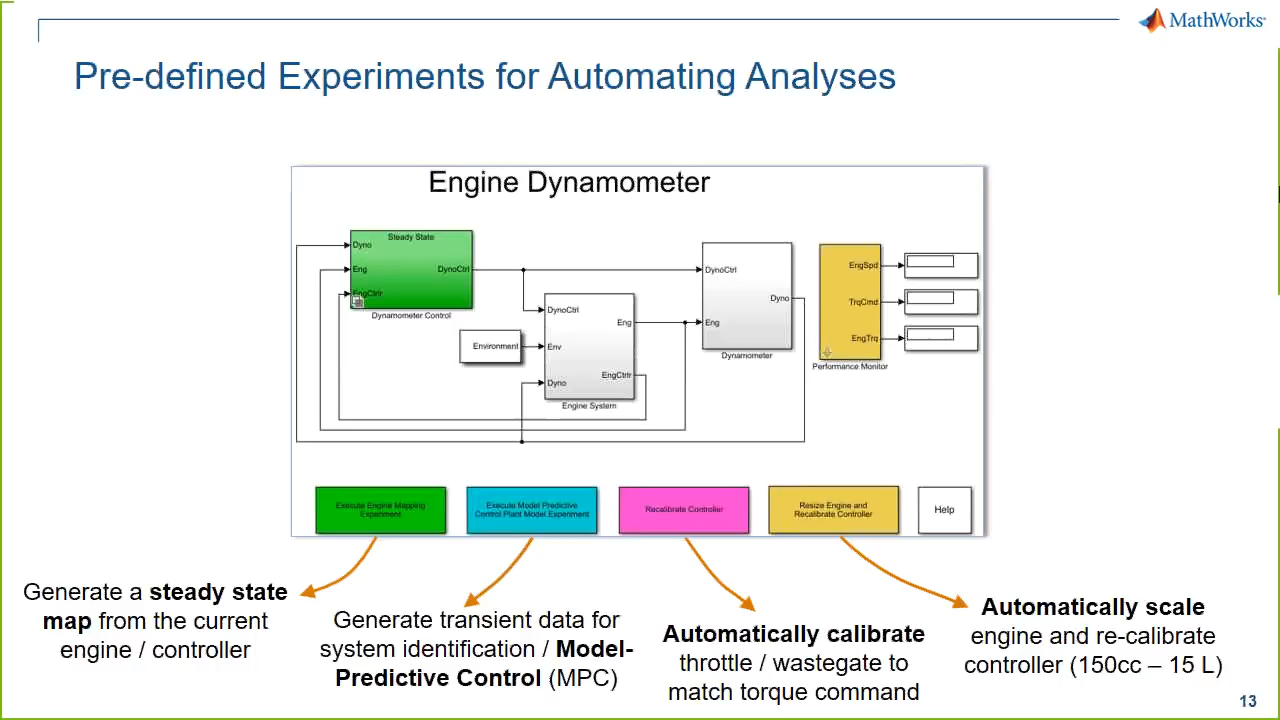 MathWorks
Pre-defined Experiments for Automating Analyses
Engine Dynamometer
Steady State
Dyno
Eng
EngCtrlr
DynoCtrl
Dynamometer Control
Environment
DynoCtrl
Env
Dyno
Eng
EngCtrlr
Engine System
DynoCtrl
Eng
Dyno
Dynamometer
EngSpd
TrqCmd
EngTrq
Performance Monitor
Execute Engine Mapping
Experiment
Execute Model Predictive
Control Plant Model Experiment
Recalibrate Controller
Resize Engine and
Recalibrate Controller
Help
Generate a steady state
map from the current
engine / controller
Generate transient data for
system identification / Model-
Predictive Control (MPC)
Automatically calibrate
throttle / wastegate to
match torque command
Automatically scale
engine and re-calibrate
controller (150cc – 15 L)
13